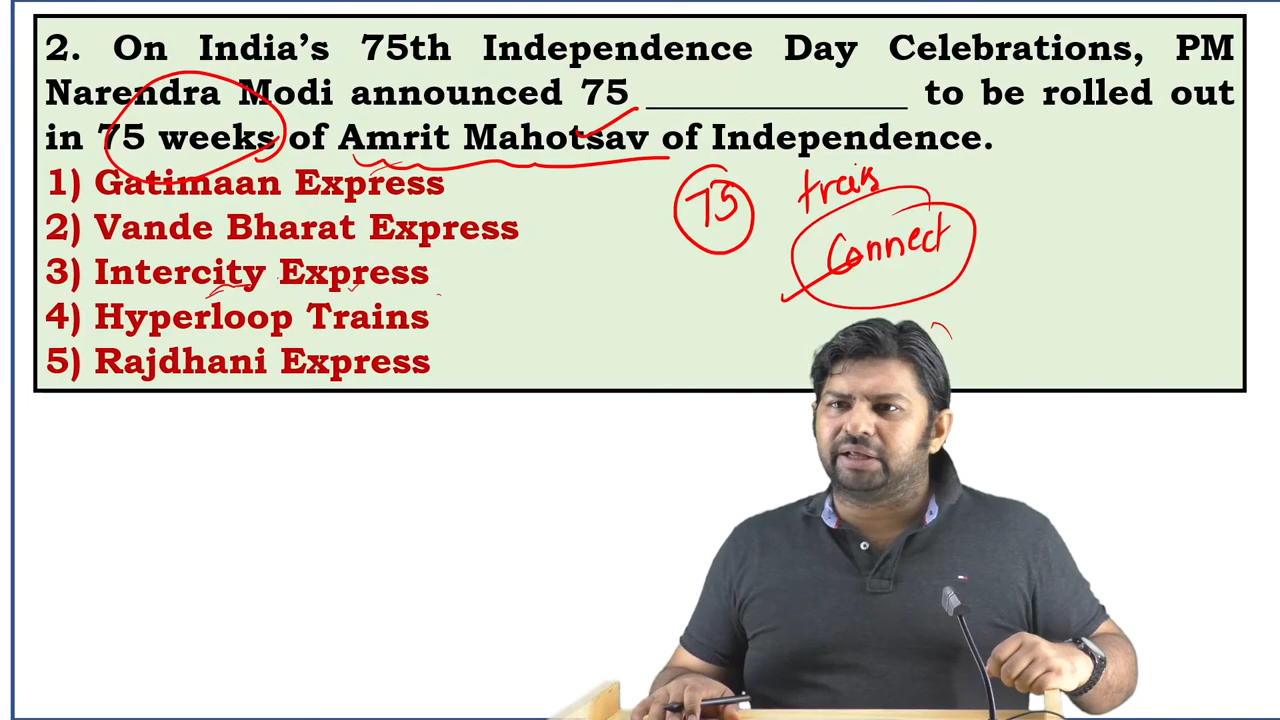 2. On India’s 75th Independence Day Celebrations, PM
Narendra Modi announced 75 ______________ to be rolled out
in 75 weeks of Amrit Mahotsav of Independence.
1) Gatimaan Express
2) Vande Bharat Express
3) Intercity Express
4) Hyperloop Trains
5) Rajdhani Express
75
Connect